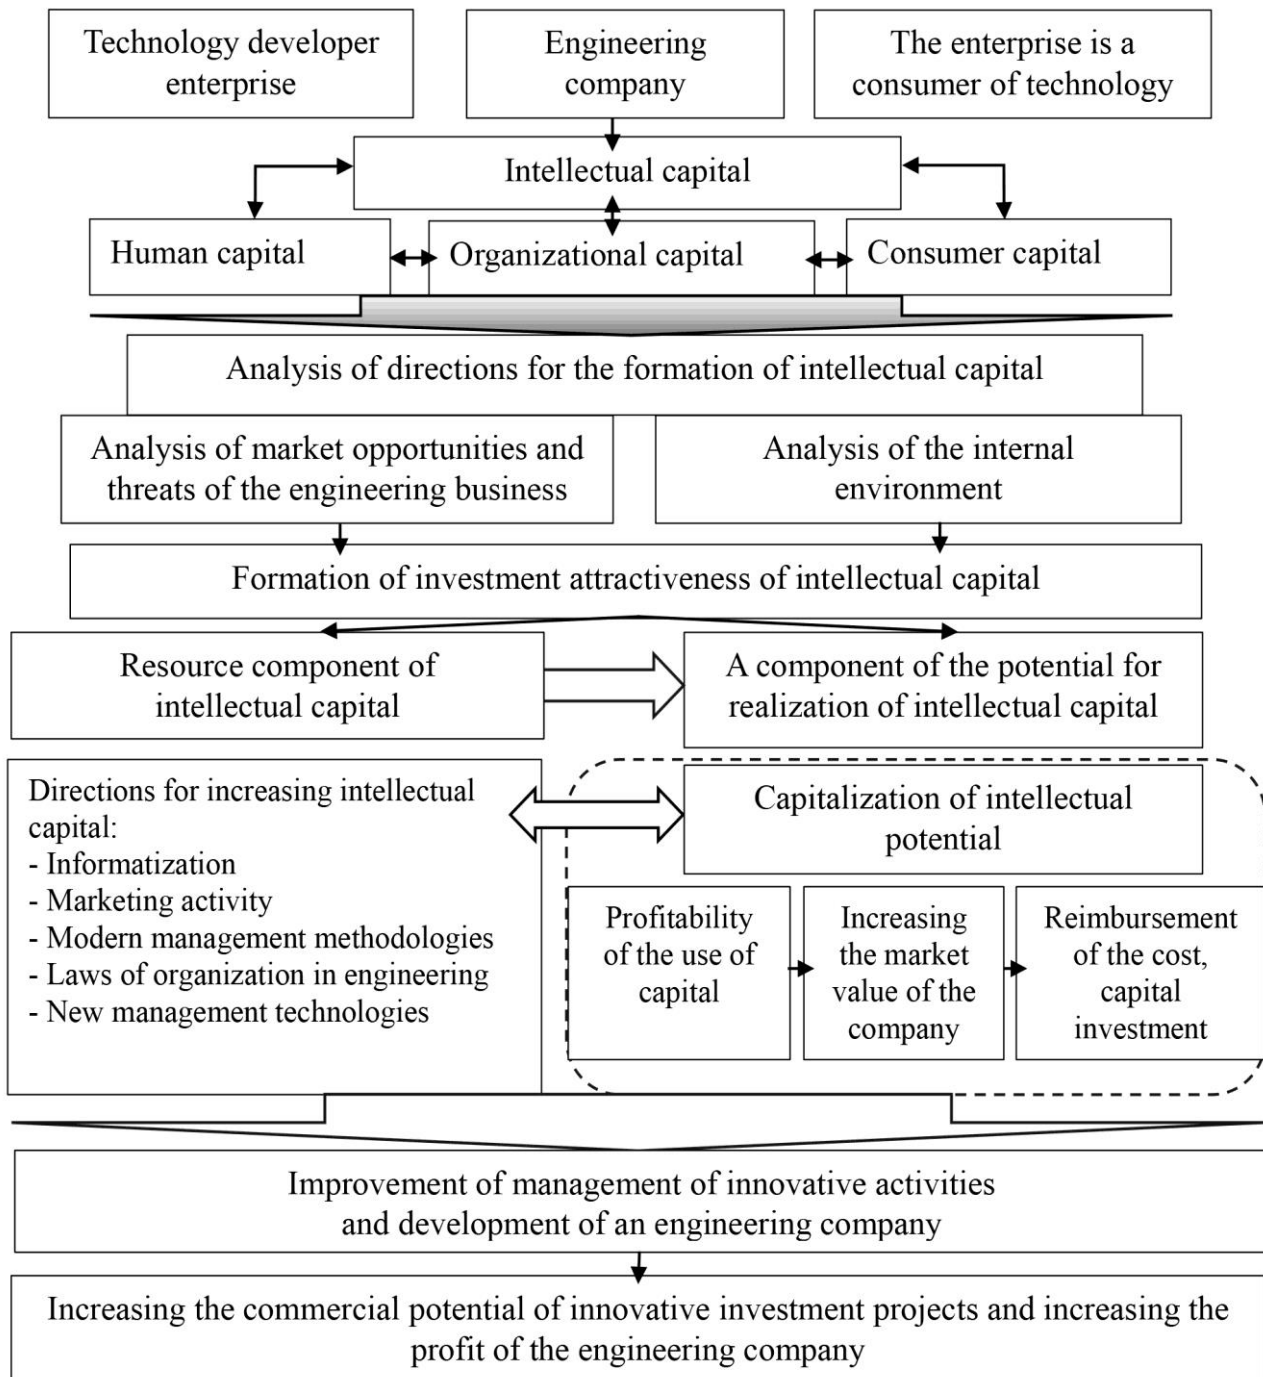 Technology developer
enterprise
Engineering
company
The enterprise is a
consumer of technology
Intellectual capital
Human capital
Organizational capital
Consumer capital
Analysis of directions for the formation of intellectual capital
Analysis of market opportunities and
threats of the engineering business
Analysis of the internal
environment
Formation of investment attractiveness of intellectual capital
Resource component of
intellectual capital
A component of the potential for
realization of intellectual capital
Directions for increasing intellectual
capital:
- Informatization
- Marketing activity
- Modern management methodologies
- Laws of organization in engineering
- New management technologies
Capitalization of intellectual
potential
Profitability
of the use of
capital
Increasing
the market
value of the
company
Reimbursement
of the cost,
capital
investment
Improvement of management of innovative activities
and development of an engineering company
Increasing the commercial potential of innovative investment projects and increasing the
profit of the engineering company